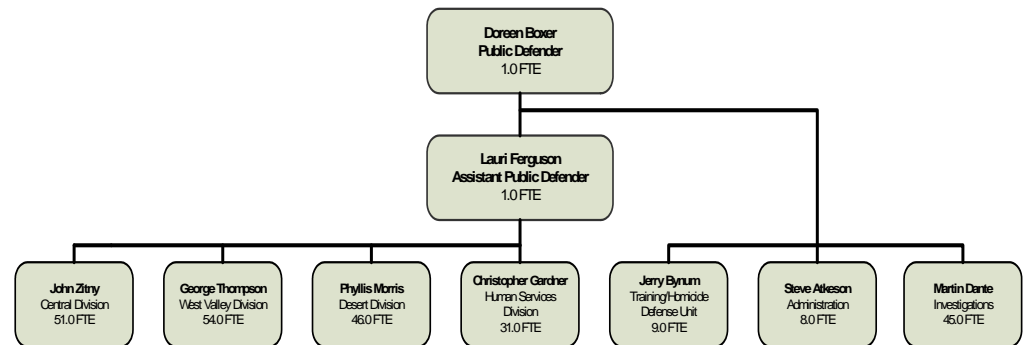 Doreen Boxer
Public Defender
1.0 FTE
Lauri Ferguson
Assistant Public Defender
1.0 FTE
John Zitny
Central Division
51.0 FTE
George Thompson
West Valley Division
54.0 FTE
Phyllis Morris
Desert Division
46.0 FTE
Christopher Gardner
Human Services
Division
31.0 FTE
Jerry Bynum
Training/Homicide
Defense Unit
9.0 FTE
Steve Atkeson
Administration
8.0 FTE
Martin Dante
Investigations
45.0 FTE